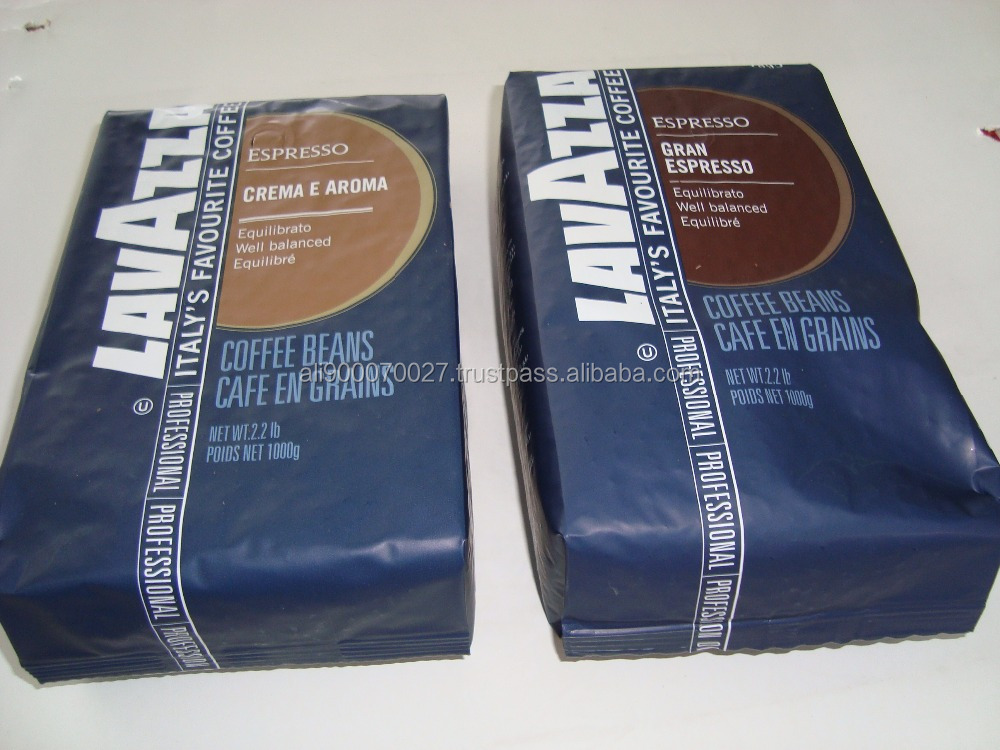 LAVAZZA
ITALY'S FAVOURITE COFFEE
PROFESSIONAL
PROFESSIONAL
ESPRESSO
CREMA E AROMA
Equilibrato
Well balanced
Equilibré
COFFEE BEANS
CAFE EN GRAINS
NET WT.2.2 lb
POIDS NET 1000g
U
LAVAZZA
ITALY'S FAVOURITE COFFEE
PROFESSIONAL
PROFESSIONAL
ESPRESSO
GRAN
ESPRESSO
Equilibrato
Well balanced
Equilibré
COFFEE BEANS
CAFE EN GRAINS
NET WT.2.2 lb
POIDS NET 1000g
U
ali900070027.trustpass.alibaba.com